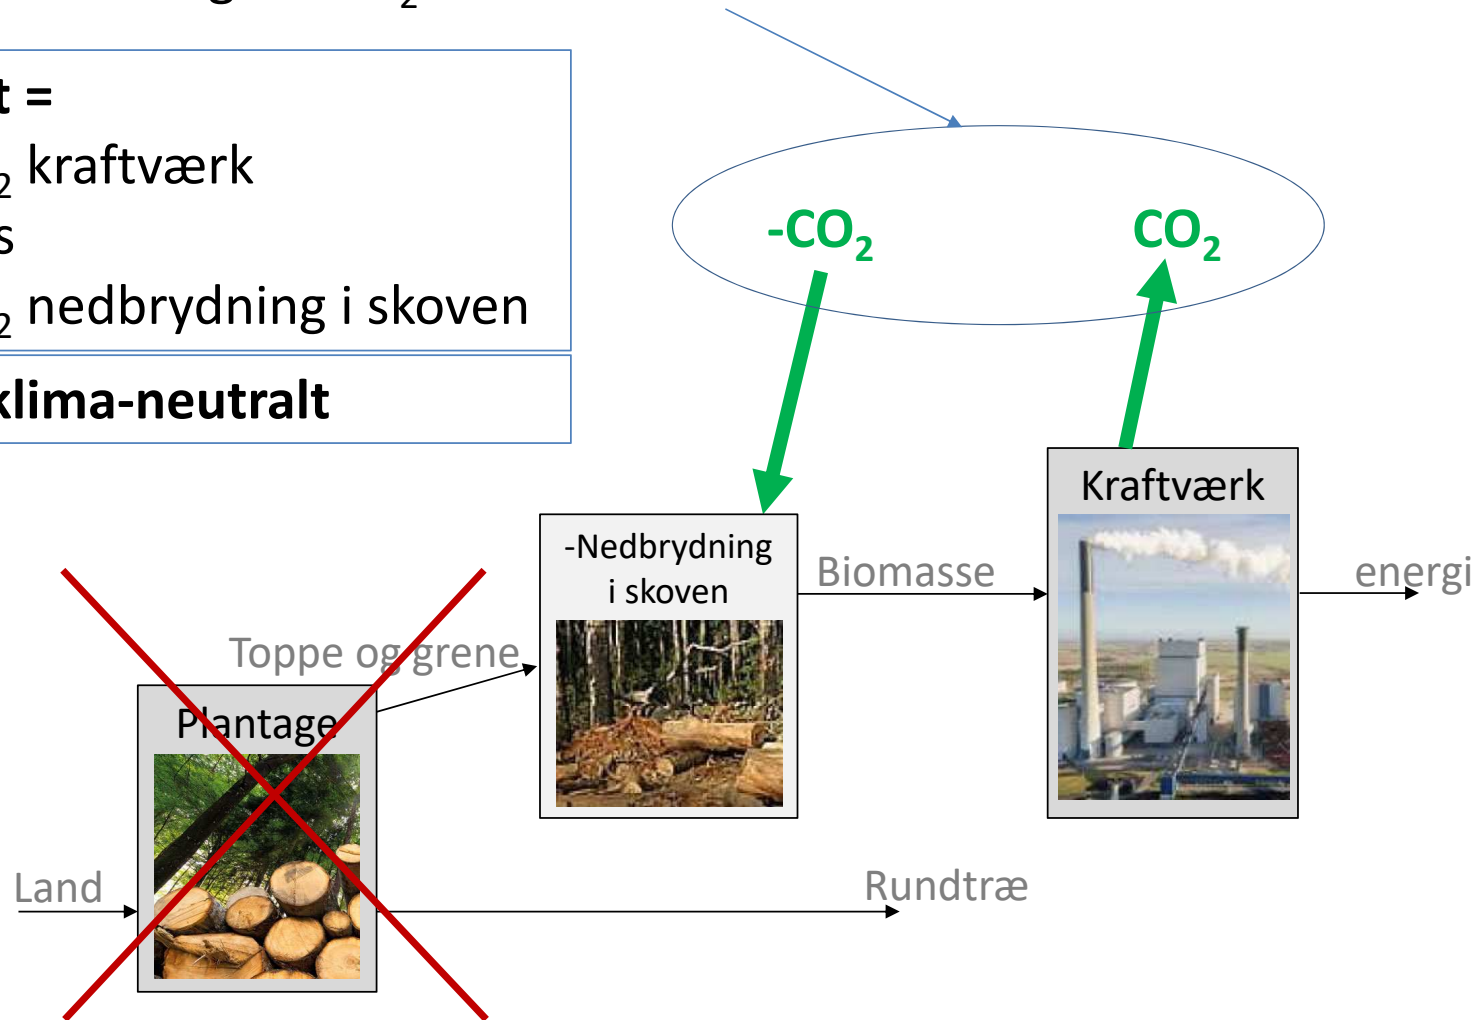 2
t =
2 kraftværk
s
2 nedbrydning i skoven
klima-neutralt
-CO2
CO2
Kraftværk
-Nedbrydning
i skoven
Biomasse
energi
Toppe og grene
Plantage
Land
Rundtræ